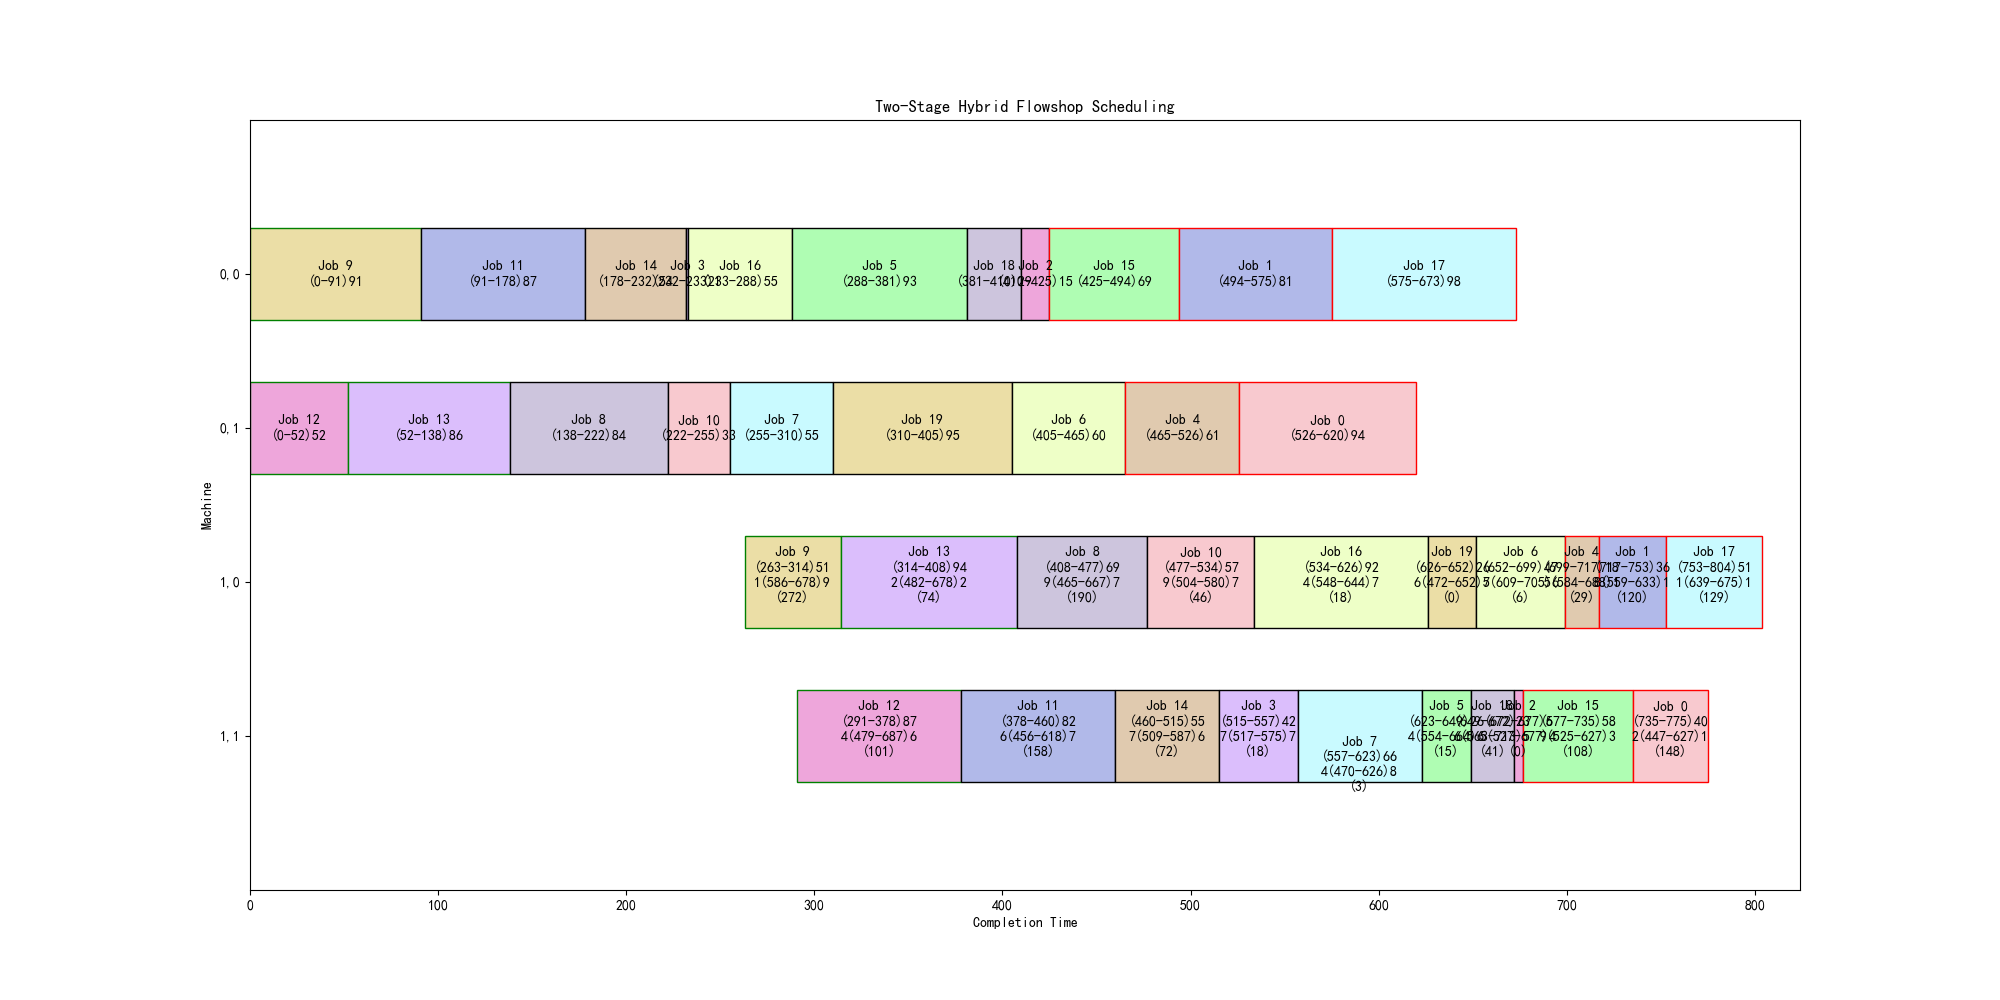 Two-Stage Hybrid Flowshop Scheduling
0,0
Job 9
(0-91)91
Job 11
(91-178)87
Job 14
Job 3
Job 16
Job 5
(288-381)93
Job 18
Job 2
Job 15
(425-494)69
Job 1
(494-575)81
Job 17
(575-673)98
0,1
Job 12
(0-52)52
Job 13
(52-138)86
Job 8
(138-222)84
Job 10
(222-255)33
Job 7
(255-310)55
Job 19
(310-405)95
Job 6
(405-465)60
Job 4
(465-526)61
Job 0
(526-620)94
Machine
1,0
Job 9
(263-314)51
1(586-678)9
(272)
Job 13
(314-408)94
2(482-678)2
(74)
Job 8
(408-477)69
9(465-667)7
(190)
Job 10
(477-534)57
9(504-580)7
(46)
Job 16
(534-626)92
4(548-644)7
(18)
Job 19
(0)
Job 6
(6)
Job 4
(29)
Job 1
(120)
Job 17
(753-804)51
1(639-675)1
(129)
1,1
Job 12
(291-378)87
4(479-687)6
(101)
Job 11
(378-460)82
6(456-618)7
(158)
Job 14
(460-515)55
7(509-587)6
(72)
Job 3
(515-557)42
7(517-575)7
(18)
Job 7
(557-623)66
4(470-626)8
(3)
Job 5
(15)
(41)
(0)
Job 15
(677-735)58
(108)
Job 0
(735-775)40
2(447-627)1
(148)
0
100
200
300
400
500
600
700
800
Completion Time